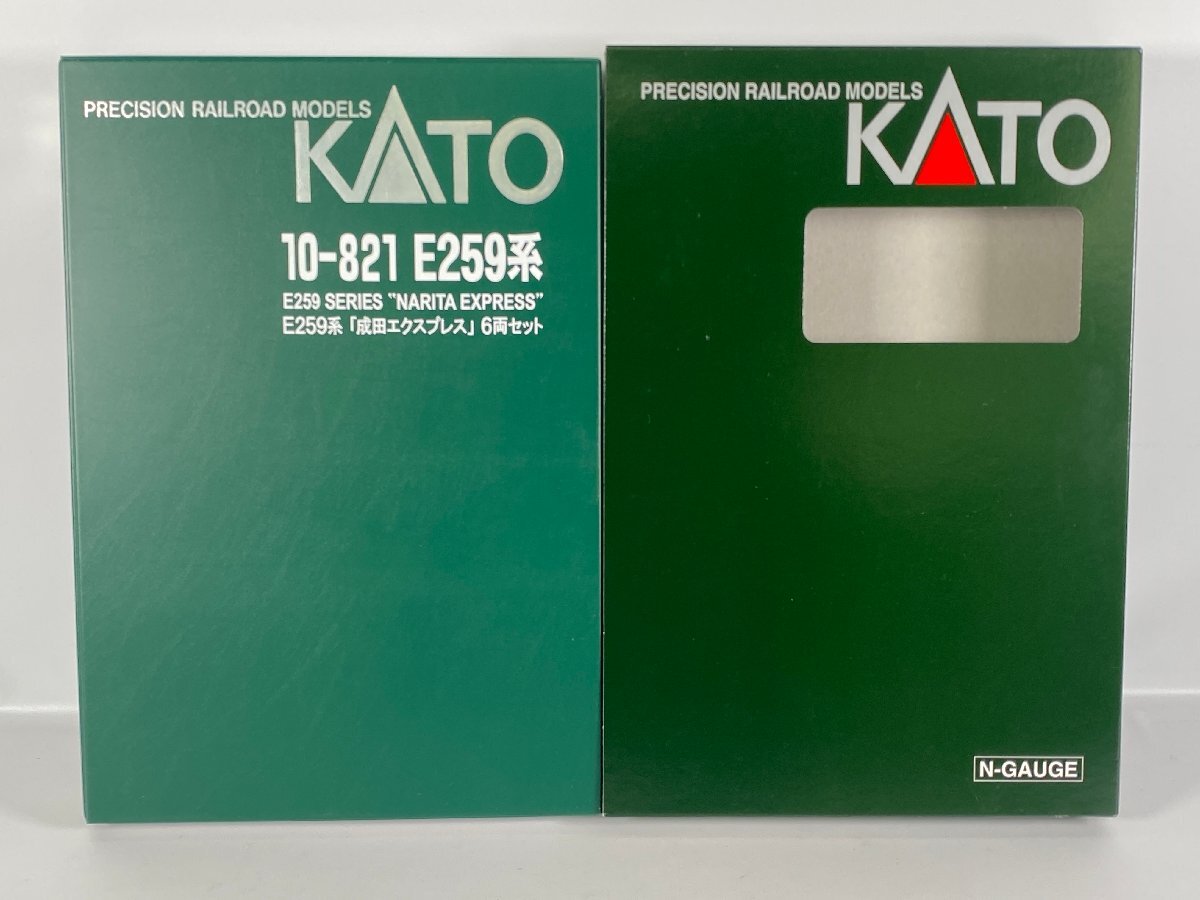 PRECISION RAILROAD MODELS
KATO
10-821 E259系
E259 SERIES "NARITA EXPRESS"
E259系「成田エクスプレス」6両セット
PRECISION RAILROAD MODELS
KATO
N-GAUGE